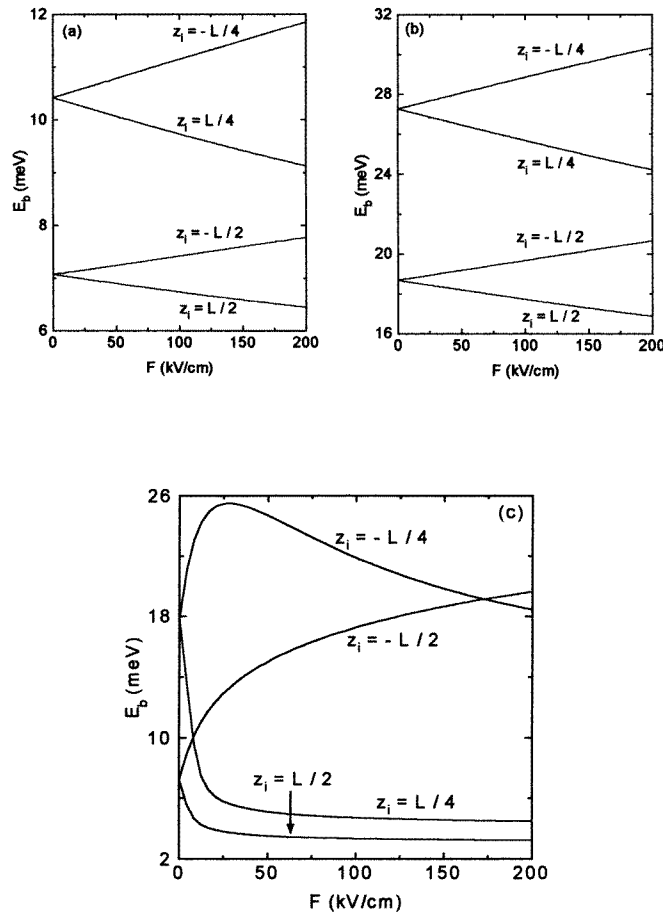 (a)
12
10
8
6
E_b (meV)
z_i = - L / 4
z_i = L / 4
z_i = - L / 2
z_i = L / 2
0 50 100 150 200
F (kV/cm)
(b)
32
28
24
20
16
E_b (meV)
z_i = - L / 4
z_i = L / 4
z_i = - L / 2
z_i = L / 2
0 50 100 150 200
F (kV/cm)
(c)
26
18
10
2
E_b (meV)
z_i = - L / 4
z_i = - L / 2
z_i = L / 2
z_i = L / 4
0 50 100 150 200
F (kV/cm)